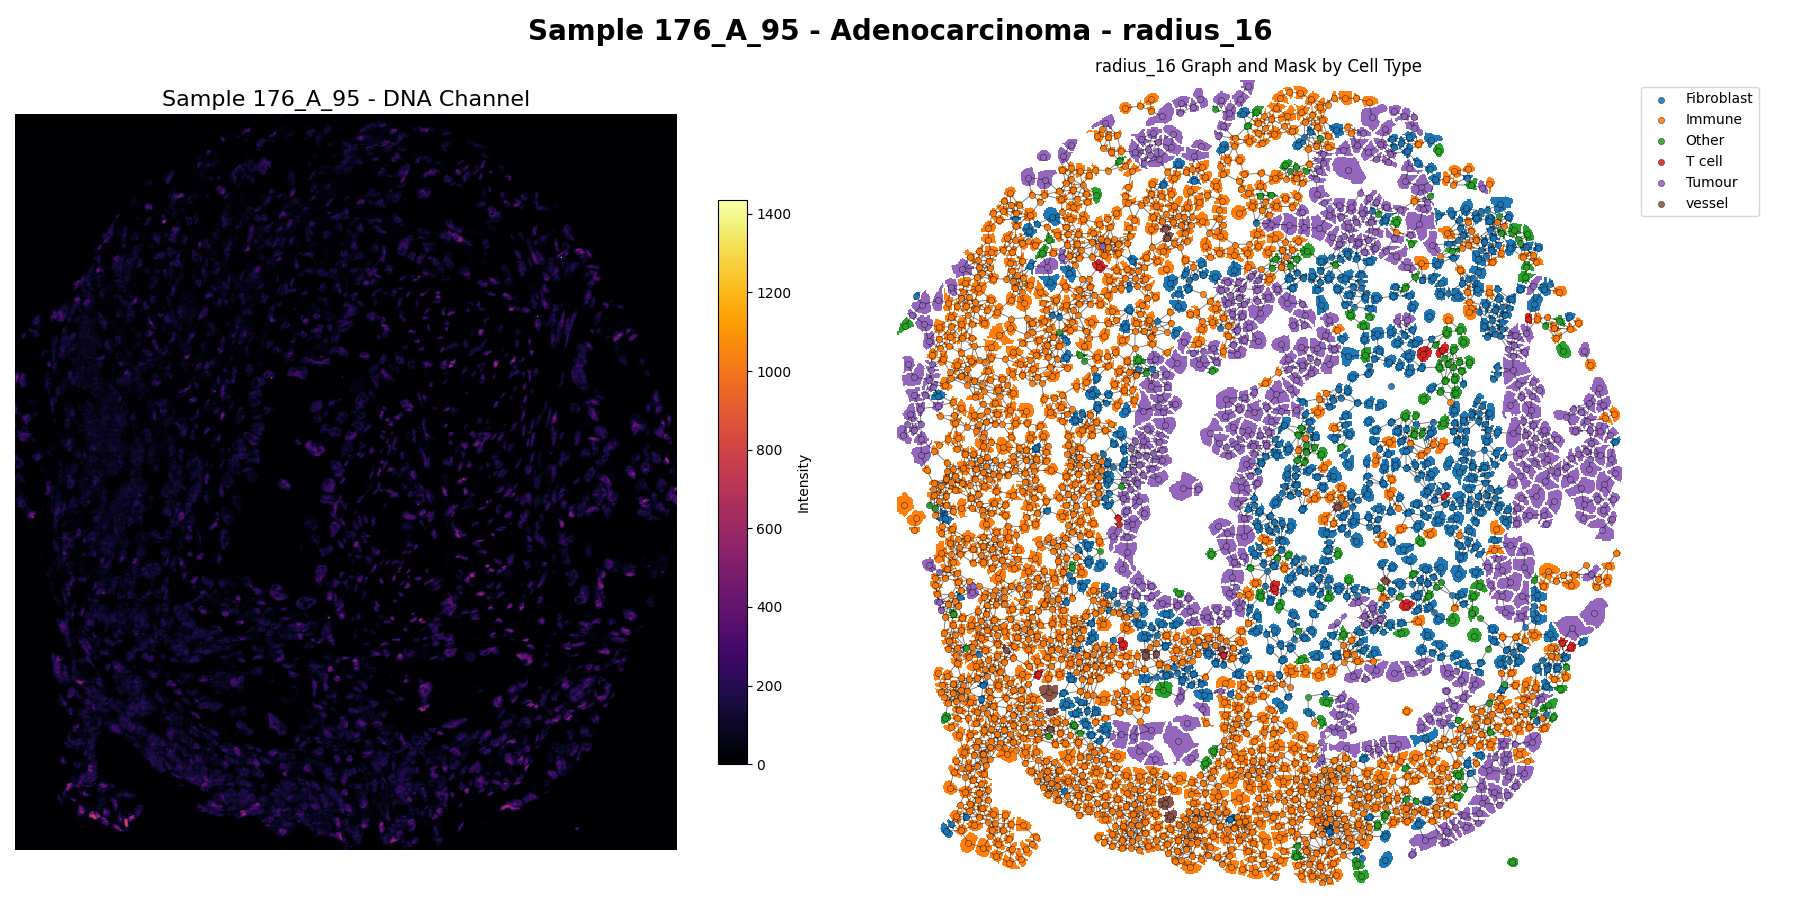 Sample 176_A_95 - Adenocarcinoma - radius_16
Sample 176_A_95 - DNA Channel
1400
1200
1000
800
600
400
200
0
Intensity
radius_16 Graph and Mask by Cell Type
Fibroblast
Immune
Other
T cell
Tumour
vessel